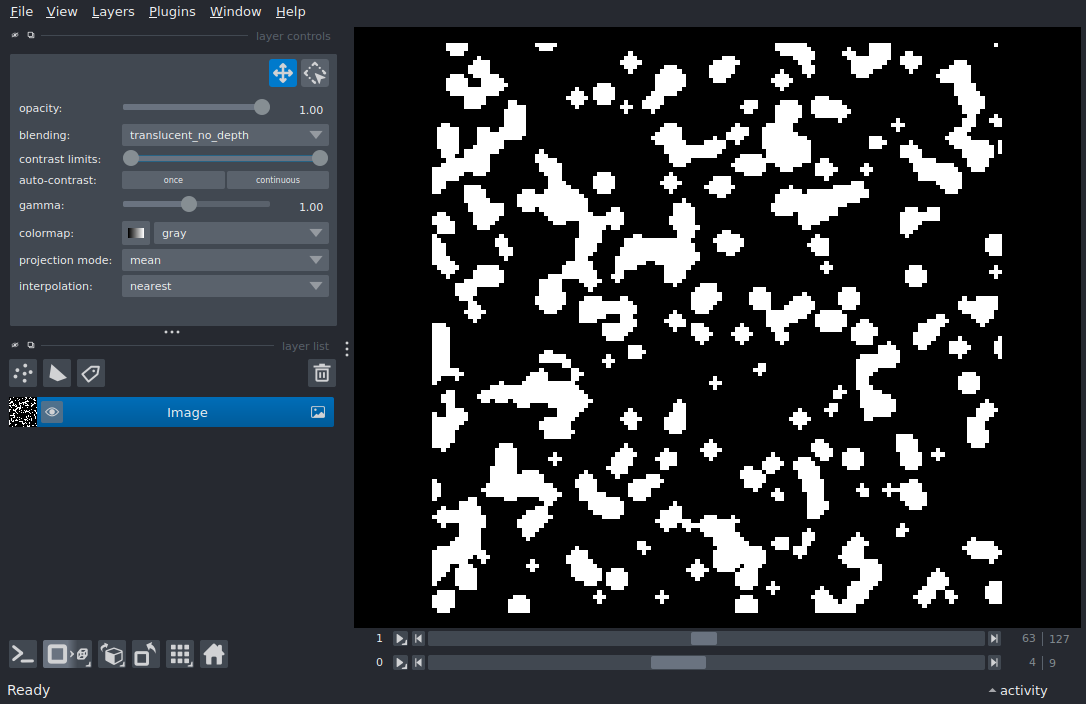 File View Layers Plugins Window Help
layer controls
opacity: 1.00
blending: translucent_no_depth
contrast limits:
auto-contrast: once continuous
gamma: 1.00
colormap: gray
projection mode: mean
interpolation: nearest
layer list
Image
1 63 127
0 4 9
Ready activity